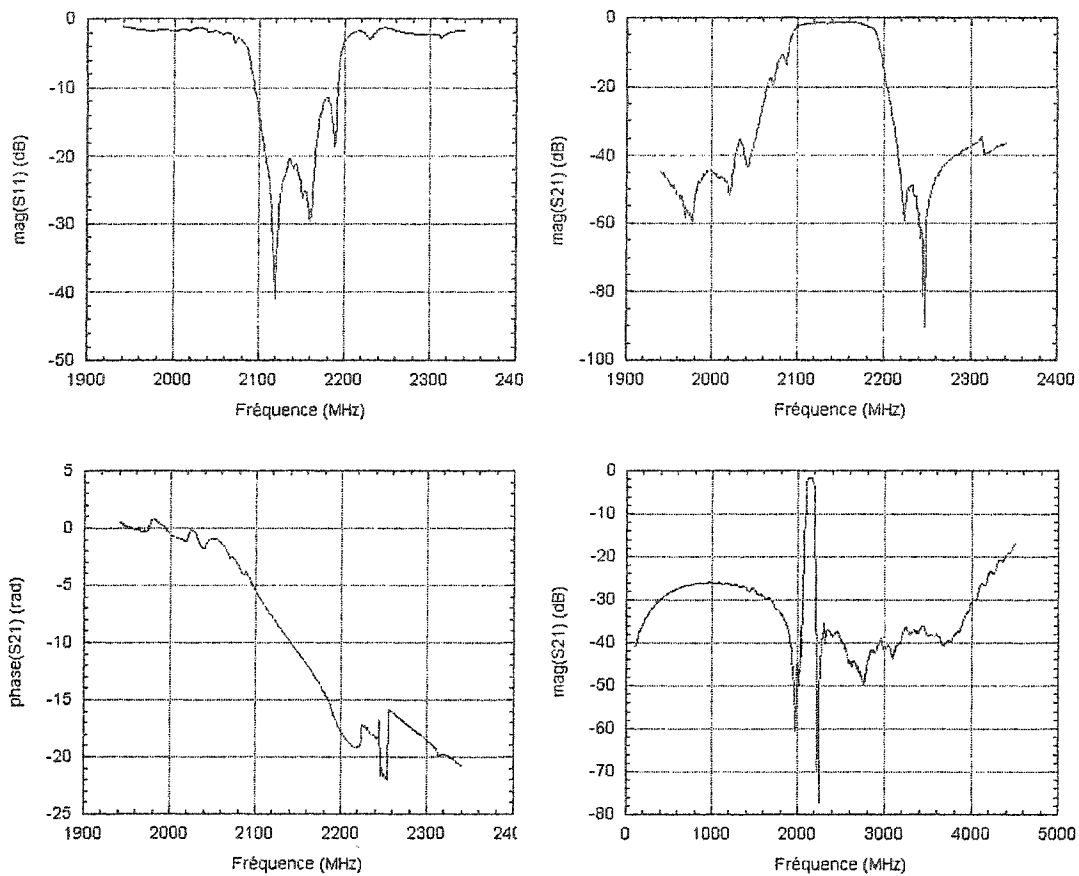 0
-10
-20
-30
-40
-50
mag(S11) (dB)
1900 2000 2100 2200 2300 240
Fréquence (MHz)
0
-20
-40
-60
-80
-100
mag(S21) (dB)
1900 2000 2100 2200 2300 2400
Fréquence (MHz)
5
0
-5
-10
-15
-20
-25
phase(S21) (rad)
1900 2000 2100 2200 2300 240
Fréquence (MHz)
0
-10
-20
-30
-40
-50
-60
-70
-80
mag(S21) (dB)
0 1000 2000 3000 4000 5000
Fréquence (MHz)